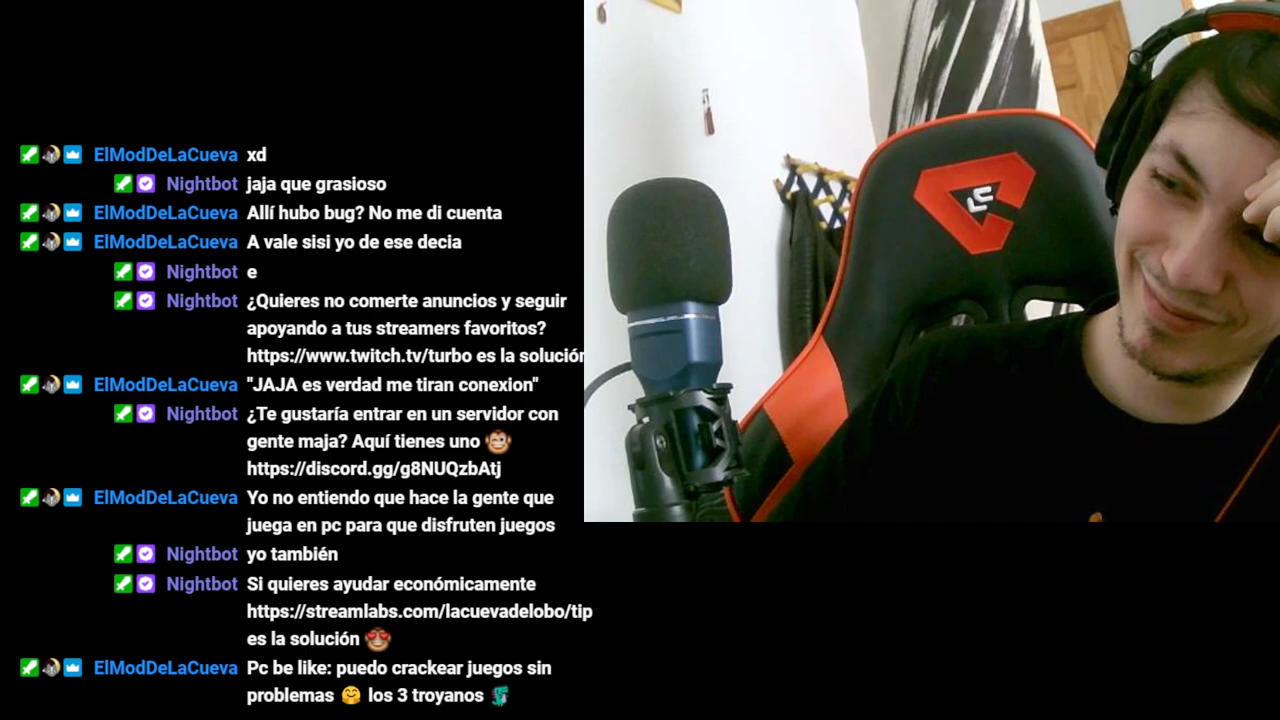 ElModDeLaCueva xd
Nightbot jaja que grasioso
ElModDeLaCueva Allí hubo bug? No me di cuenta
ElModDeLaCueva A vale sisi yo de ese decia
Nightbot e
Nightbot ¿Quieres no comerte anuncios y seguir
apoyando a tus streamers favoritos?
https://www.twitch.tv/turbo es la solución
ElModDeLaCueva "JAJA es verdad me tiran conexion"
Nightbot ¿Te gustaría entrar en un servidor con
gente maja? Aquí tienes uno 🐵
https://discord.gg/g8NUQzbAtj
ElModDeLaCueva Yo no entiendo que hace la gente que
juega en pc para que disfruten juegos
Nightbot yo también
Nightbot Si quieres ayudar económicamente
https://streamlabs.com/lacuevadelobo/tip
es la solución
ElModDeLaCueva Pc be like: puedo crackear juegos sin
problemas 🤗 los 3 troyanos